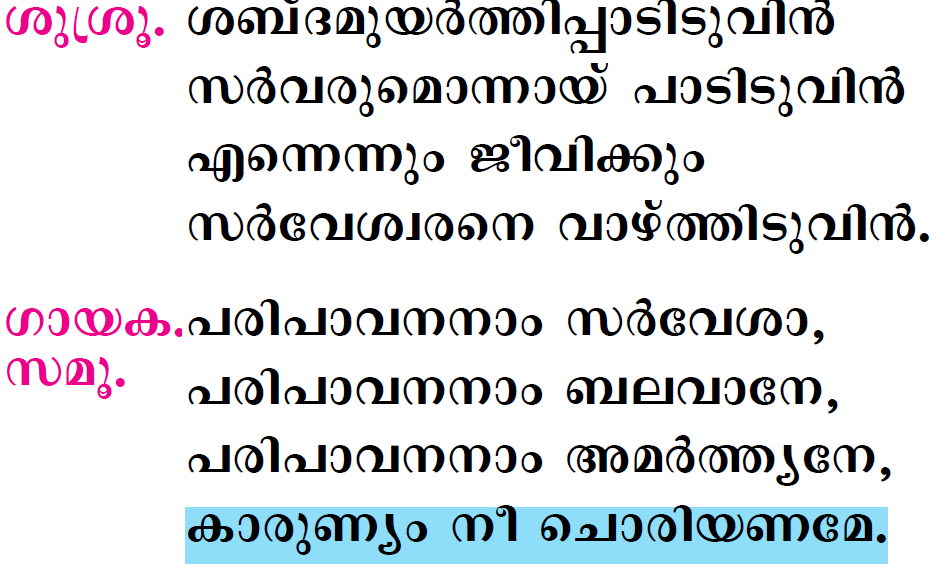 ശുശ്രൂ. ശബ്ദമുയർത്തിപ്പാടിടുവിൻ
സർവരുമൊന്നായ് പാടിടുവിൻ
എന്നെന്നും ജീവിക്കും
സർവേശ്വരനെ വാഴ്ത്തിടുവിൻ.
ഗായക. പരിപാവനനാം സർവേശാ,
സമൂ. പരിപാവനനാം ബലവാനേ,
പരിപാവനനാം അമർത്ത്യനേ,
കാരുണ്യം നീ ചൊരിയണമേ.